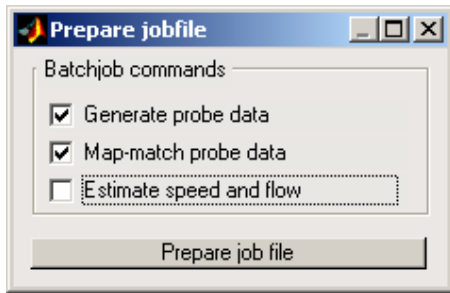 Prepare jobfile
Batchjob commands
Generate probe data
Map-match probe data
Estimate speed and flow
Prepare job file